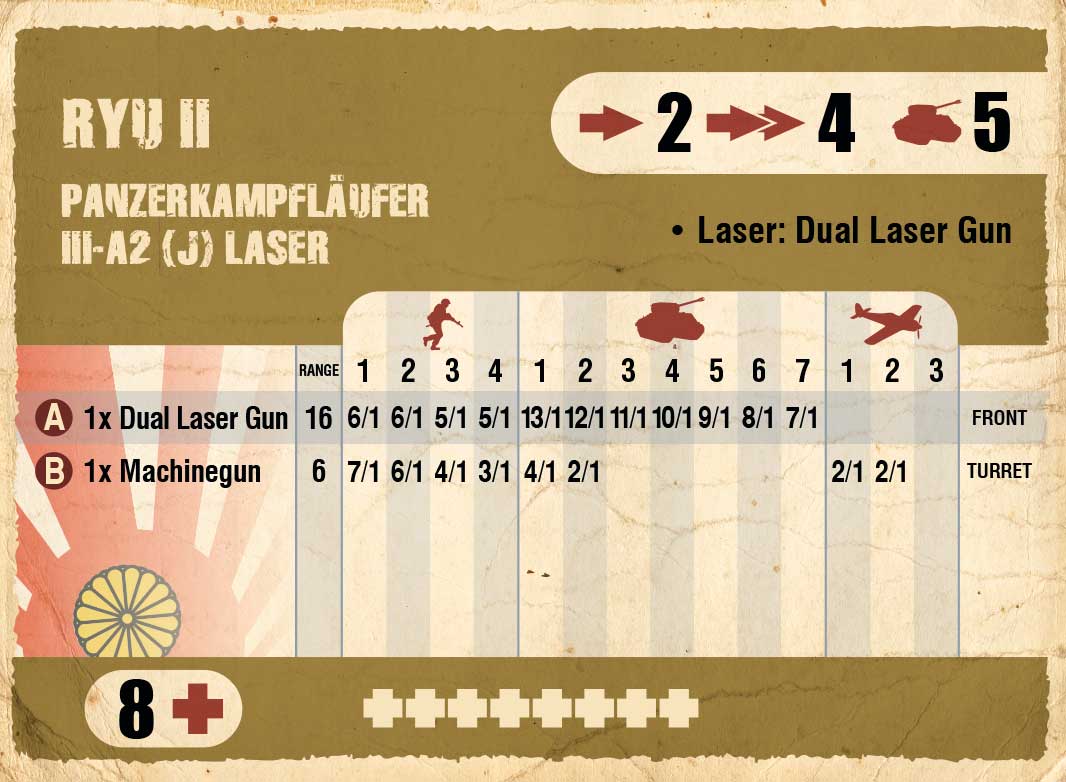 RYU II
2 4 5
PANZERKAMPFLÄUFER
III-A2 (J) LASER
• Laser: Dual Laser Gun
RANGE 1 2 3 4 1 2 3 4 5 6 7 1 2 3
A 1x Dual Laser Gun 16 6/1 6/1 5/1 5/1 13/1 12/1 11/1 10/1 9/1 8/1 7/1 FRONT
B 1x Machinegun 6 7/1 6/1 4/1 3/1 4/1 2/1 2/1 2/1 TURRET
8